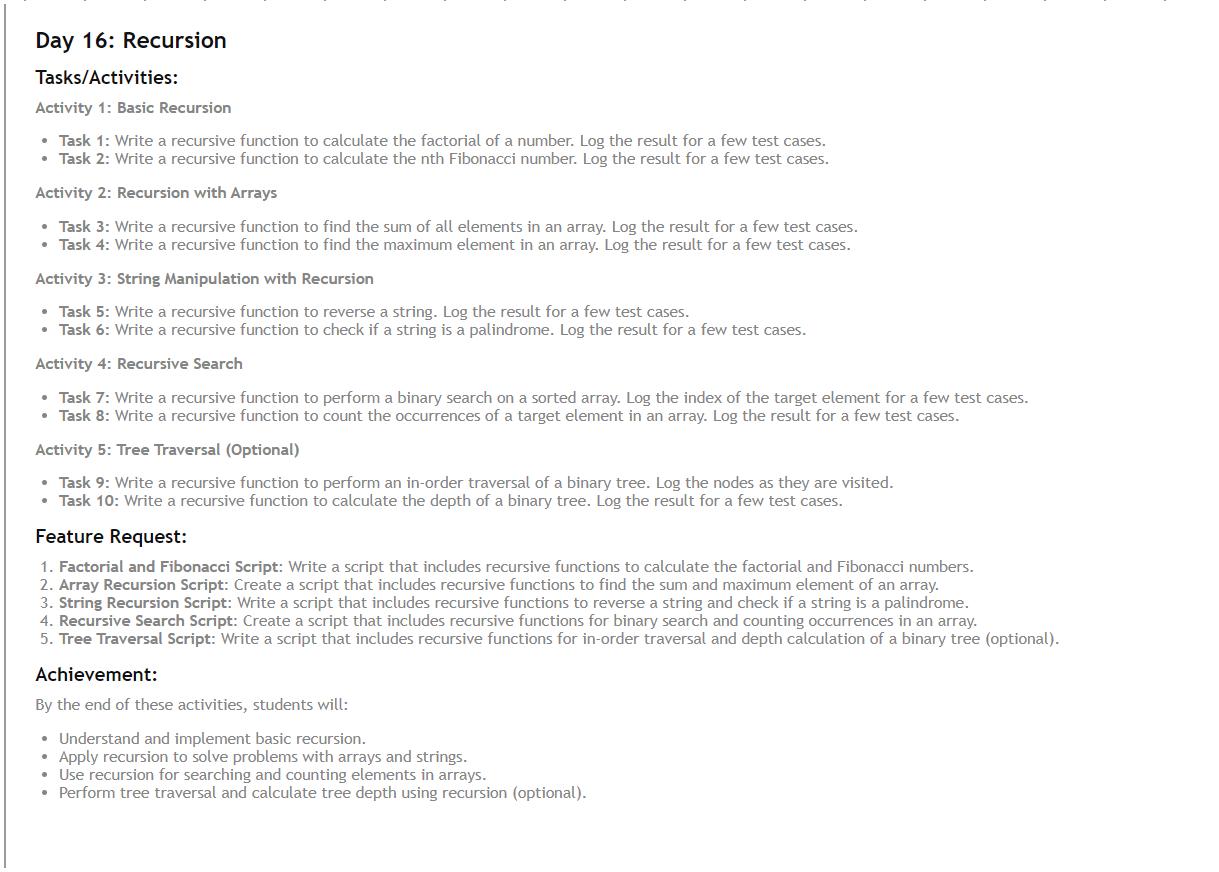 Day 16: Recursion
Tasks/Activities:
Activity 1: Basic Recursion
• Task 1: Write a recursive function to calculate the factorial of a number. Log the result for a few test cases.
• Task 2: Write a recursive function to calculate the nth Fibonacci number. Log the result for a few test cases.
Activity 2: Recursion with Arrays
• Task 3: Write a recursive function to find the sum of all elements in an array. Log the result for a few test cases.
• Task 4: Write a recursive function to find the maximum element in an array. Log the result for a few test cases.
Activity 3: String Manipulation with Recursion
• Task 5: Write a recursive function to reverse a string. Log the result for a few test cases.
• Task 6: Write a recursive function to check if a string is a palindrome. Log the result for a few test cases.
Activity 4: Recursive Search
• Task 7: Write a recursive function to perform a binary search on a sorted array. Log the index of the target element for a few test cases.
• Task 8: Write a recursive function to count the occurrences of a target element in an array. Log the result for a few test cases.
Activity 5: Tree Traversal (Optional)
• Task 9: Write a recursive function to perform an in-order traversal of a binary tree. Log the nodes as they are visited.
• Task 10: Write a recursive function to calculate the depth of a binary tree. Log the result for a few test cases.
Feature Request:
1. Factorial and Fibonacci Script: Write a script that includes recursive functions to calculate the factorial and Fibonacci numbers.
2. Array Recursion Script: Create a script that includes recursive functions to find the sum and maximum element of an array.
3. String Recursion Script: Write a script that includes recursive functions to reverse a string and check if a string is a palindrome.
4. Recursive Search Script: Create a script that includes recursive functions for binary search and counting occurrences in an array.
5. Tree Traversal Script: Write a script that includes recursive functions for in-order traversal and depth calculation of a binary tree (optional).
Achievement:
By the end of these activities, students will:
• Understand and implement basic recursion.
• Apply recursion to solve problems with arrays and strings.
• Use recursion for searching and counting elements in arrays.
• Perform tree traversal and calculate tree depth using recursion (optional).